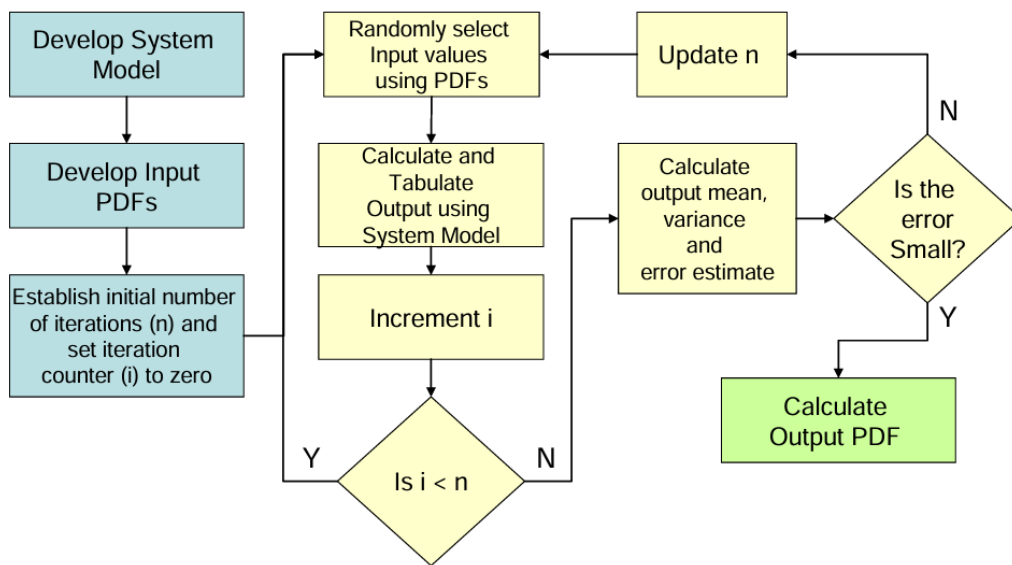 Develop System
Model
Develop Input
PDFs
Establish initial number
of iterations (n) and
set iteration
counter (i) to zero
Randomly select
Input values
using PDFs
Calculate and
Tabulate
Output using
System Model
Increment i
Is i < n
Y
N
Calculate
output mean,
variance
and
error estimate
Is the
error
Small?
N
Update n
Y
Calculate
Output PDF